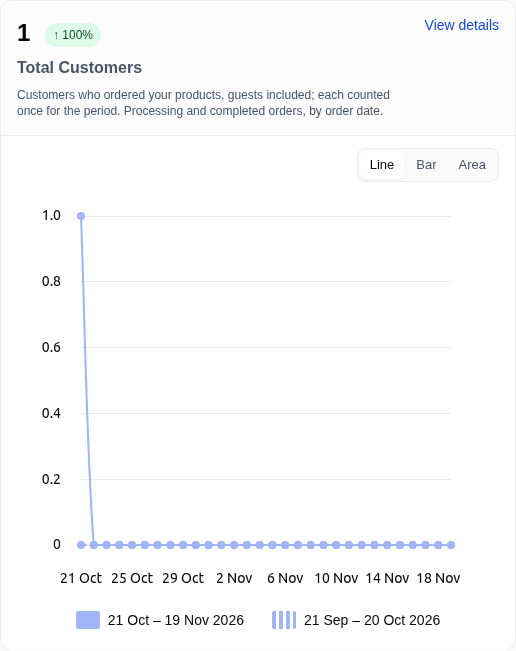 1 ↑ 100% View details
Total Customers
Customers who ordered your products, guests included; each counted
once for the period. Processing and completed orders, by order date.
Line Bar Area
1.0
0.8
0.6
0.4
0.2
0
21 Oct 25 Oct 29 Oct 2 Nov 6 Nov 10 Nov 14 Nov 18 Nov
21 Oct – 19 Nov 2026 21 Sep – 20 Oct 2026